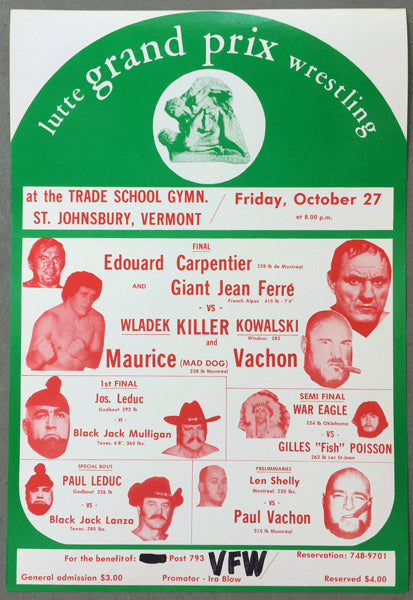 lutte grand prix wrestling
at the TRADE SCHOOL GYMN.
ST. JOHNSBURY, VERMONT
Friday, October 27
at 8.00 p.m.
FINAL
Edouard Carpentier 228 lb de Montréal
AND Giant Jean Ferré
French Alpes 415 lb - 7'4"
- VS -
WLADEK KILLER KOWALSKI
Windsor 285
and
Maurice (MAD DOG) Vachon
238 lb Montreal
1st FINAL
Jos. Leduc
Godbout 292 lb
- VS -
Black Jack Mulligan
Texas, 6'8". 360 lbs.
SEMI FINAL
WAR EAGLE
224 lb Oklahoma
- VS -
GILLES "Fish" POISSON
262 lb Lac St-Jean
SPECIAL BOUT
PAUL LEDUC
Godbout 226 lb
- VS -
Black Jack Lanza
Texas, 280 lbs.
PRELIMINARIES
Len Shelly
Montreal. 230 lbs.
- VS -
Paul Vachon
315 lb Montreal
For the benefit of: Post 793 VFW
Reservation: 748-9701
General admission $3.00
Promotor - Ira Blow
Reserved $4.00